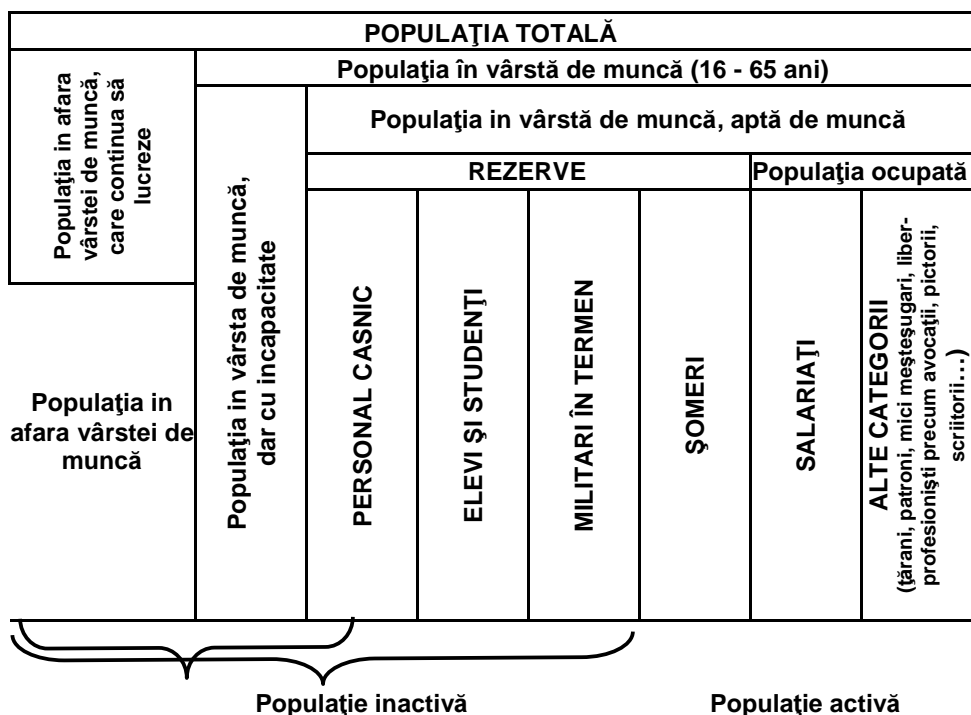 POPULAŢIA TOTALĂ
Populaţia in afara
vârstei de muncă,
care continua să
lucreze
Populaţia în vârstă de muncă (16 - 65 ani)
Populaţia in vârsta de muncă,
dar cu incapacitate
Populaţia in vârstă de muncă, aptă de muncă
REZERVE
Populaţia ocupată
Populaţia in
afara vârstei de
muncă
PERSONAL CASNIC
ELEVI ŞI STUDENŢI
MILITARI ÎN TERMEN
ŞOMERI
SALARIAŢI
ALTE CATEGORII
(ţărani, patroni, mici meşteşugari, liber-
profesionişti precum avocaţii, pictorii,
scriitorii…)
Populaţie inactivă
Populaţie activă